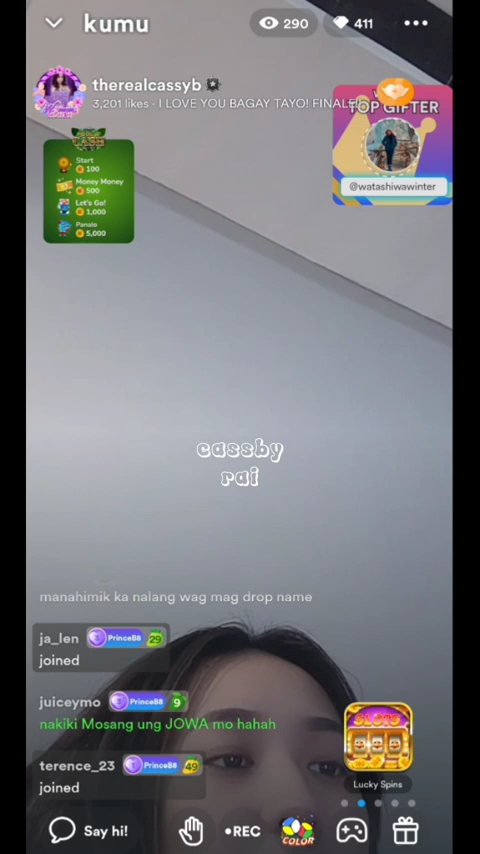 kumu
290
411
therealcassyb
3,201 likes · I LOVE YOU BAGAY TAYO! FINALE
TOP GIFTER
@watashiwawinter
Start
100
Money Money
500
Let's Go!
1,000
Panalo
5,000
cassby
rai
manahimik ka nalang wag mag drop name
ja_len Prince88 29
joined
juiceymo Prince88 9
nakiki Mosang ung JOWA mo hahah
terence_23 Prince88 49
joined
SLOTS
Lucky Spins
Say hi!
REC
COLOR